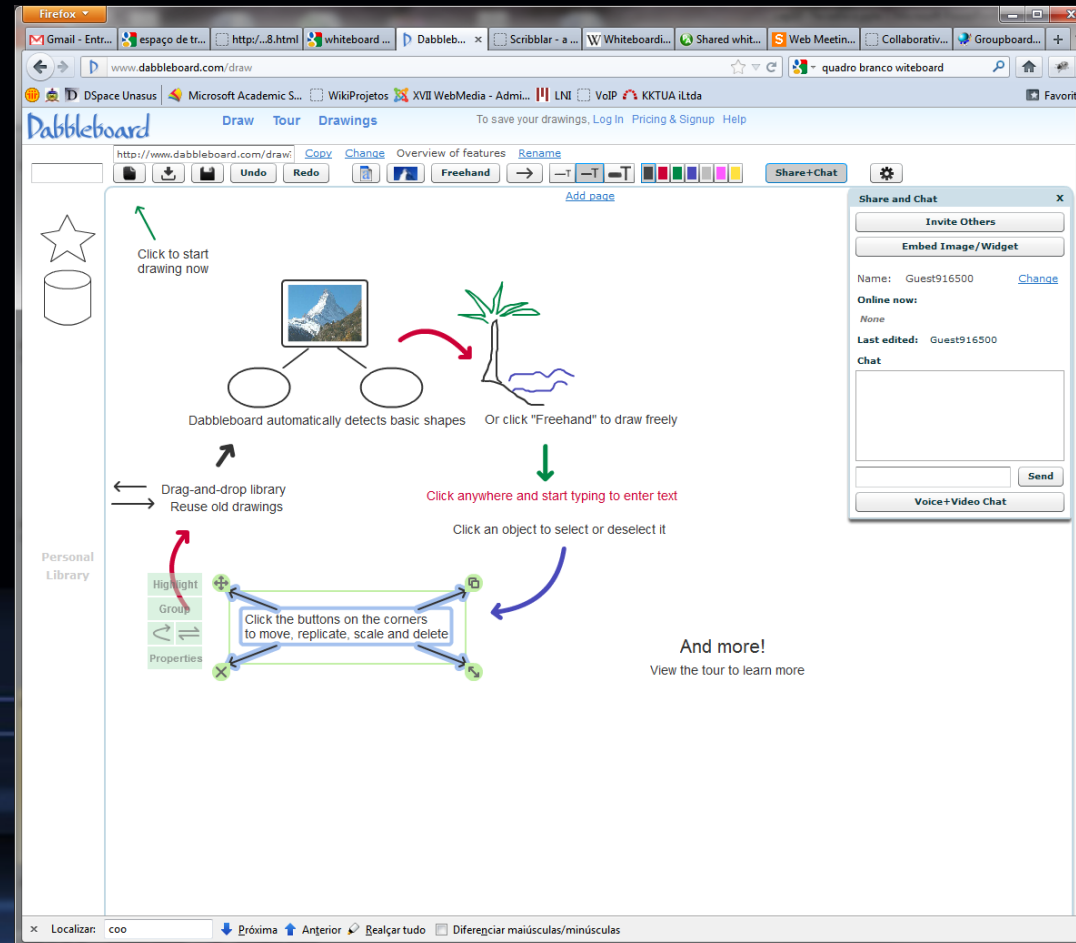 Firefox
Gmail - Entr...
espaço de tr...
http:/...8.html
whiteboard ...
Dabbleb... ×
Scribblar - a ...
Whiteboardi...
Shared whit...
Web Meetin...
Collaborativ...
Groupboard...
www.dabbleboard.com/draw
quadro branco witeboard
DSpace Unasus
Microsoft Academic S...
WikiProjetos
XVII WebMedia - Admi...
LNI
VoIP
KKTUA iLtda
Favorit
Dabbleboard
Draw Tour Drawings
To save your drawings, Log In Pricing & Signup Help
http://www.dabbleboard.com/draw
Copy Change Overview of features Rename
Undo Redo Freehand T T T Share+Chat
Add page
Click to start
drawing now
Dabbleboard automatically detects basic shapes
Or click "Freehand" to draw freely
Drag-and-drop library
Reuse old drawings
Click anywhere and start typing to enter text
Click an object to select or deselect it
Personal
Library
Highlight
Group
Properties
Click the buttons on the corners
to move, replicate, scale and delete
And more!
View the tour to learn more
Share and Chat x
Invite Others
Embed Image/Widget
Name: Guest916500 Change
Online now:
None
Last edited: Guest916500
Chat
Send
Voice+Video Chat
× Localizar: coo Próxima Anterior Realçar tudo Diferenciar maiúsculas/minúsculas